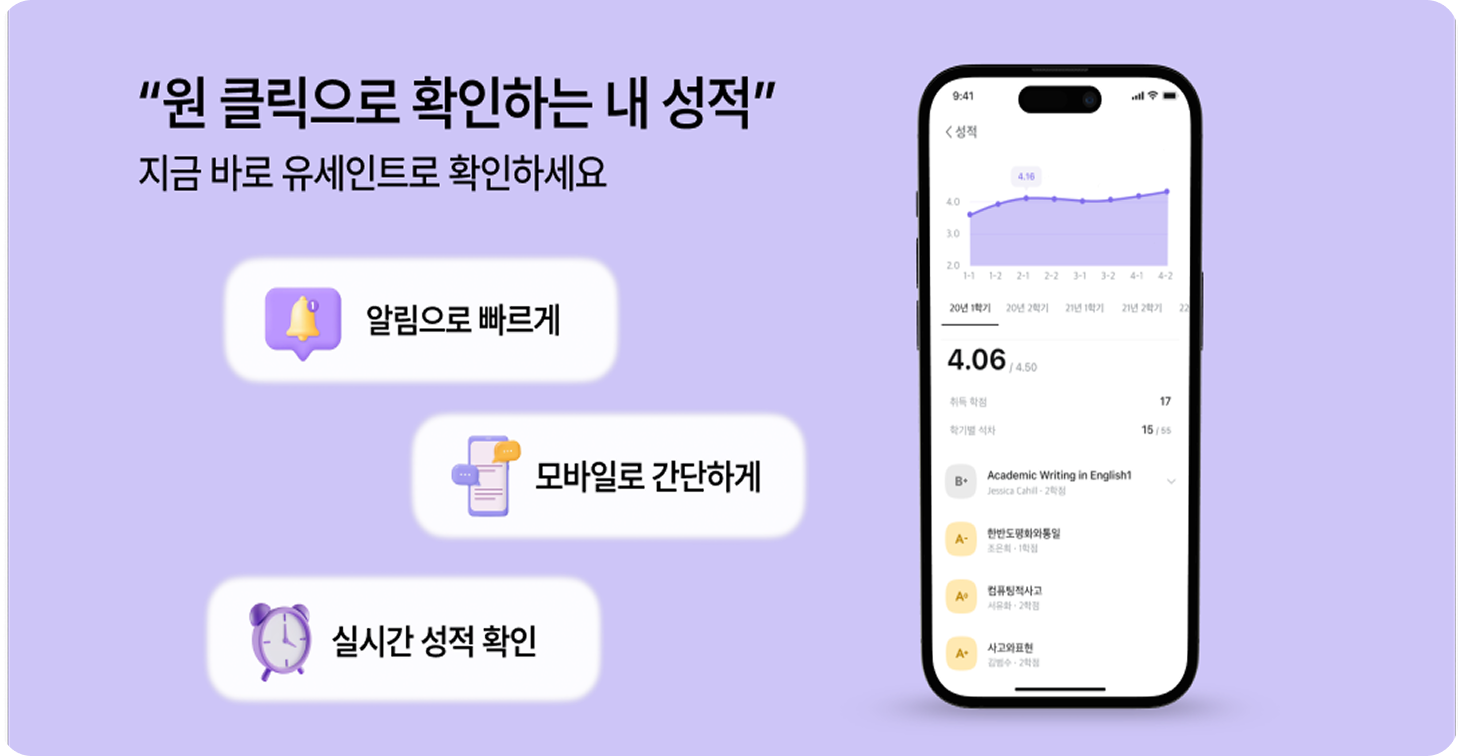 “원 클릭으로 확인하는 내 성적”
지금 바로 유세인트로 확인하세요
1
알림으로 빠르게
모바일로 간단하게
실시간 성적 확인
9:41
성적
4.16
4.0
3.0
2.0
1-1 1-2 2-1 2-2 3-1 3-2 4-1 4-2
20년 1학기 20년 2학기 21년 1학기 21년 2학기 22
4.06 / 4.50
취득 학점 17
학기별 석차 15 / 55
B+ Academic Writing in English1
Jessica Cahill · 2학점
A- 한반도평화와통일
조은희 · 1학점
A0 컴퓨팅적사고
서유화 · 2학점
A+ 사고와표현
김범수 · 2학점